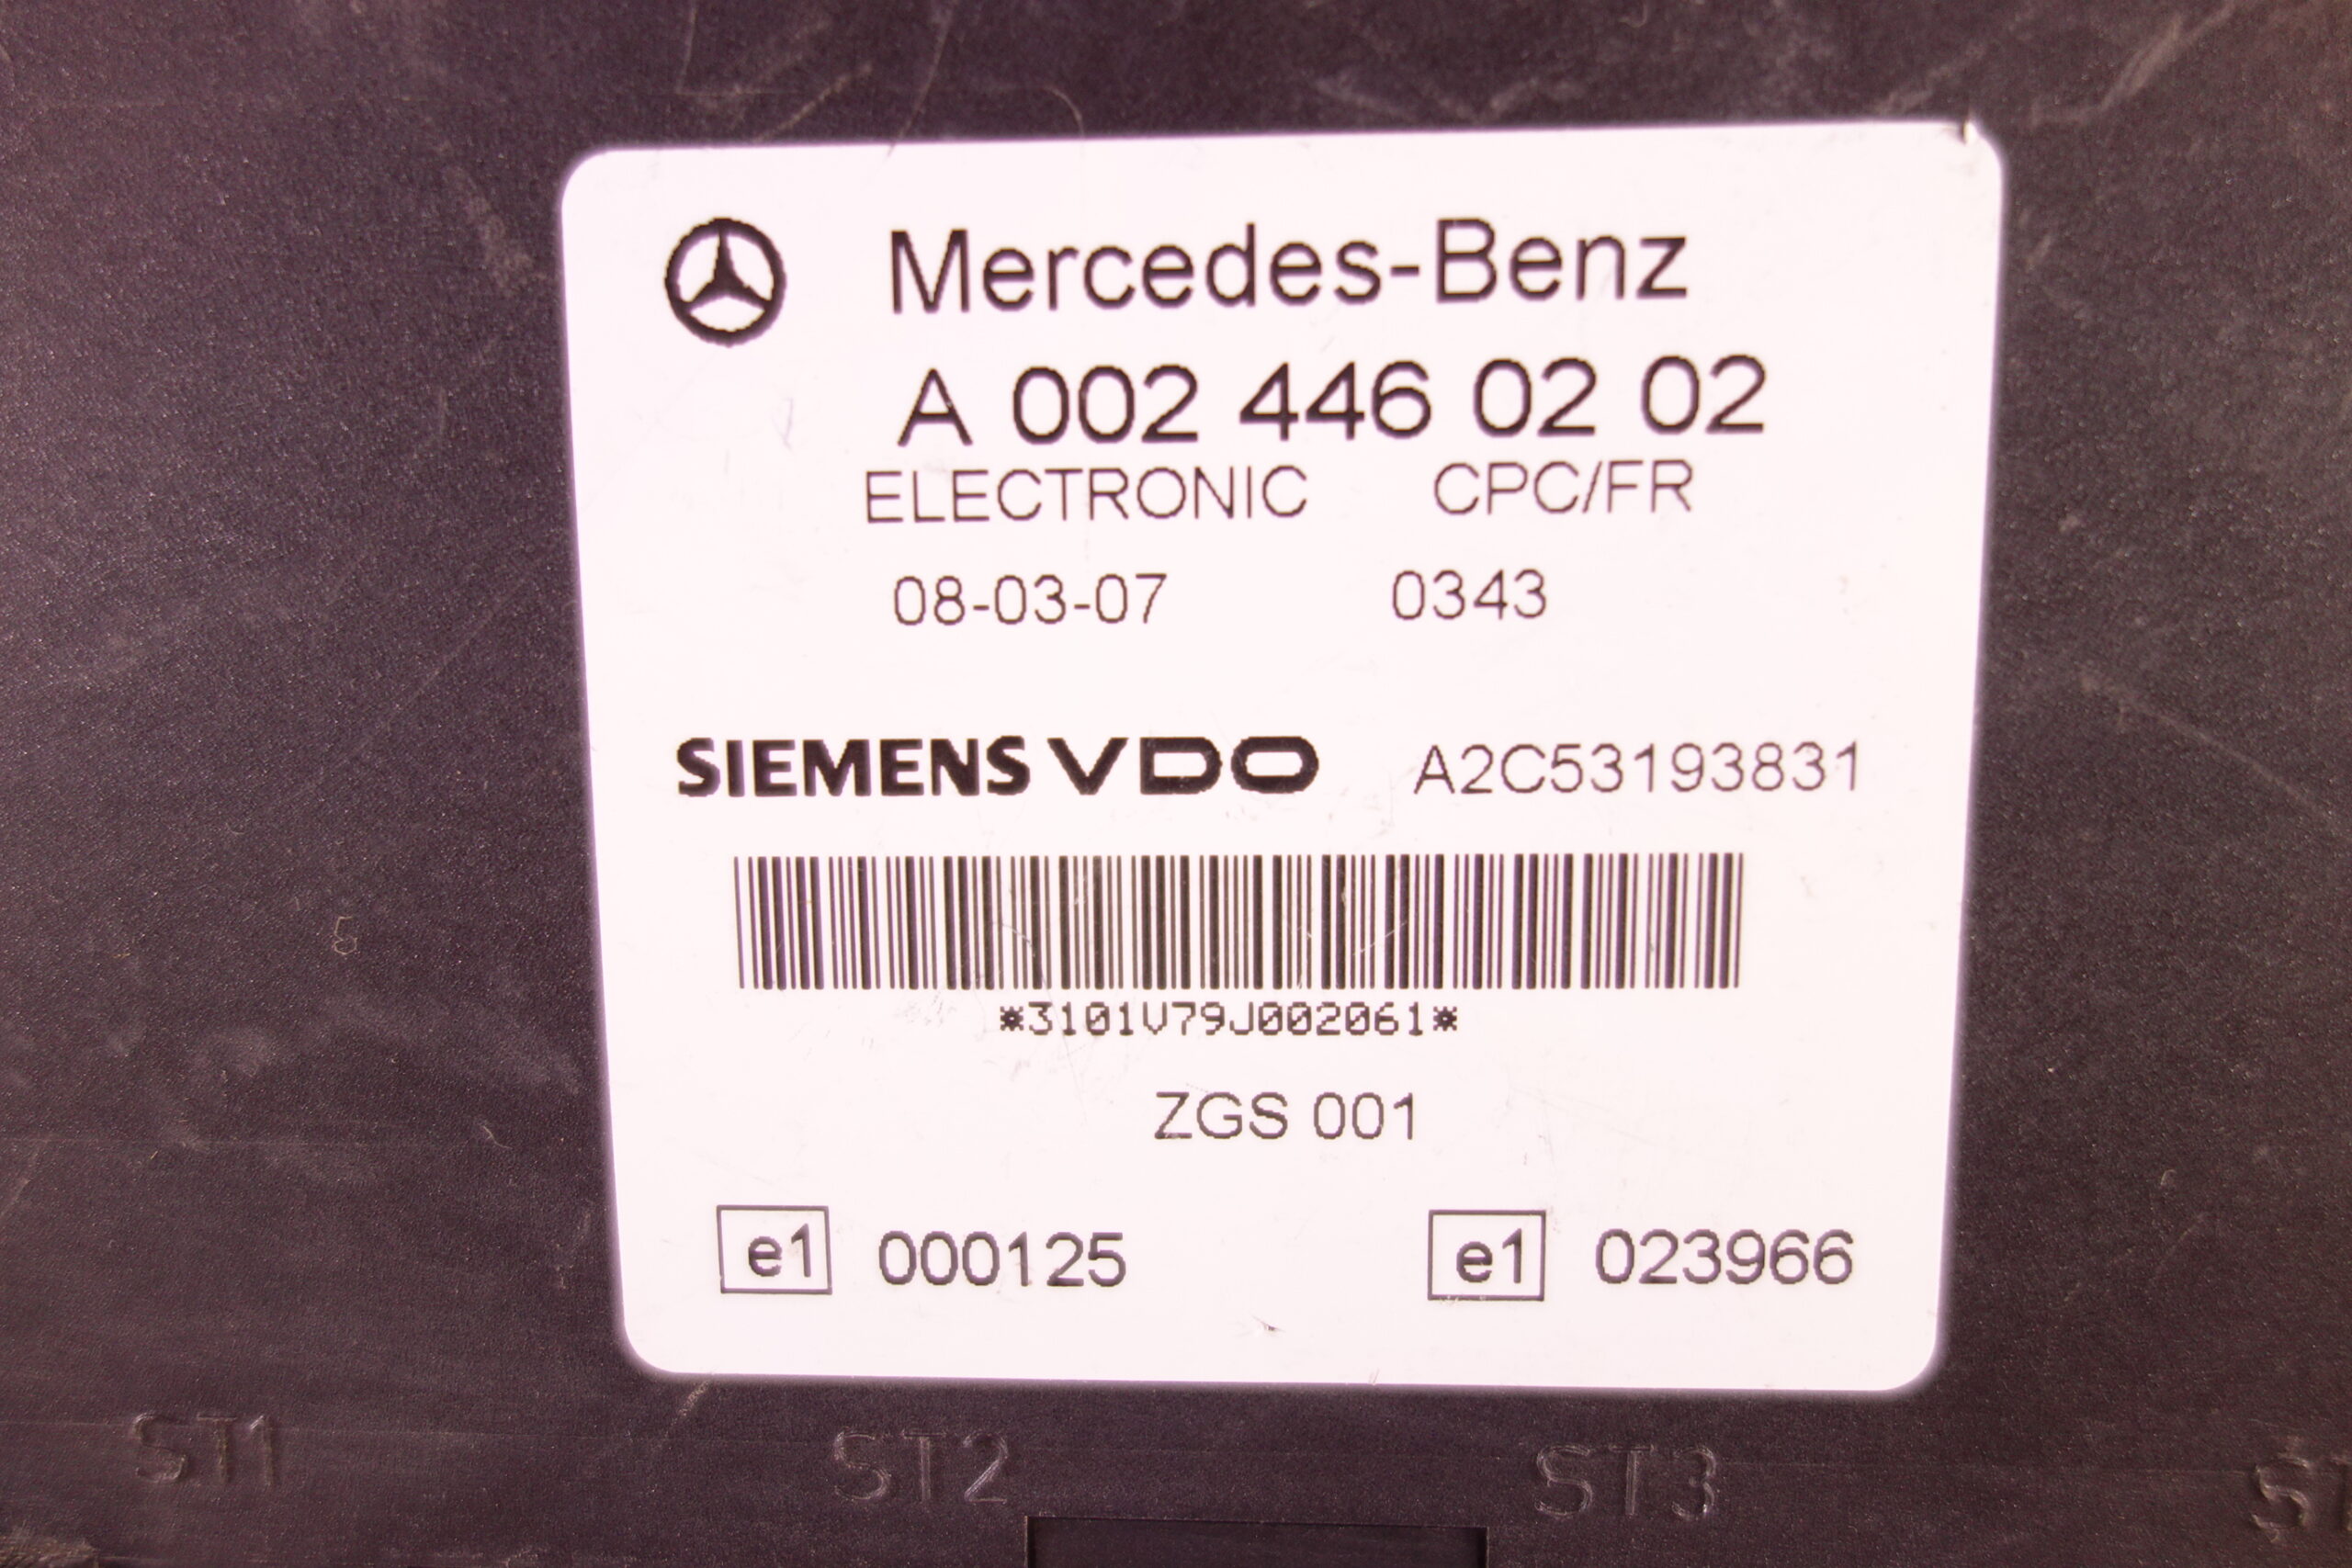 Mercedes-Benz
A 002 446 02 02
ELECTRONIC CPC/FR
08-03-07 0343
SIEMENS VDO A2C53193831
*3101V79J002061*
ZGS 001
e1 000125 e1 023966
ST1 ST2 ST3